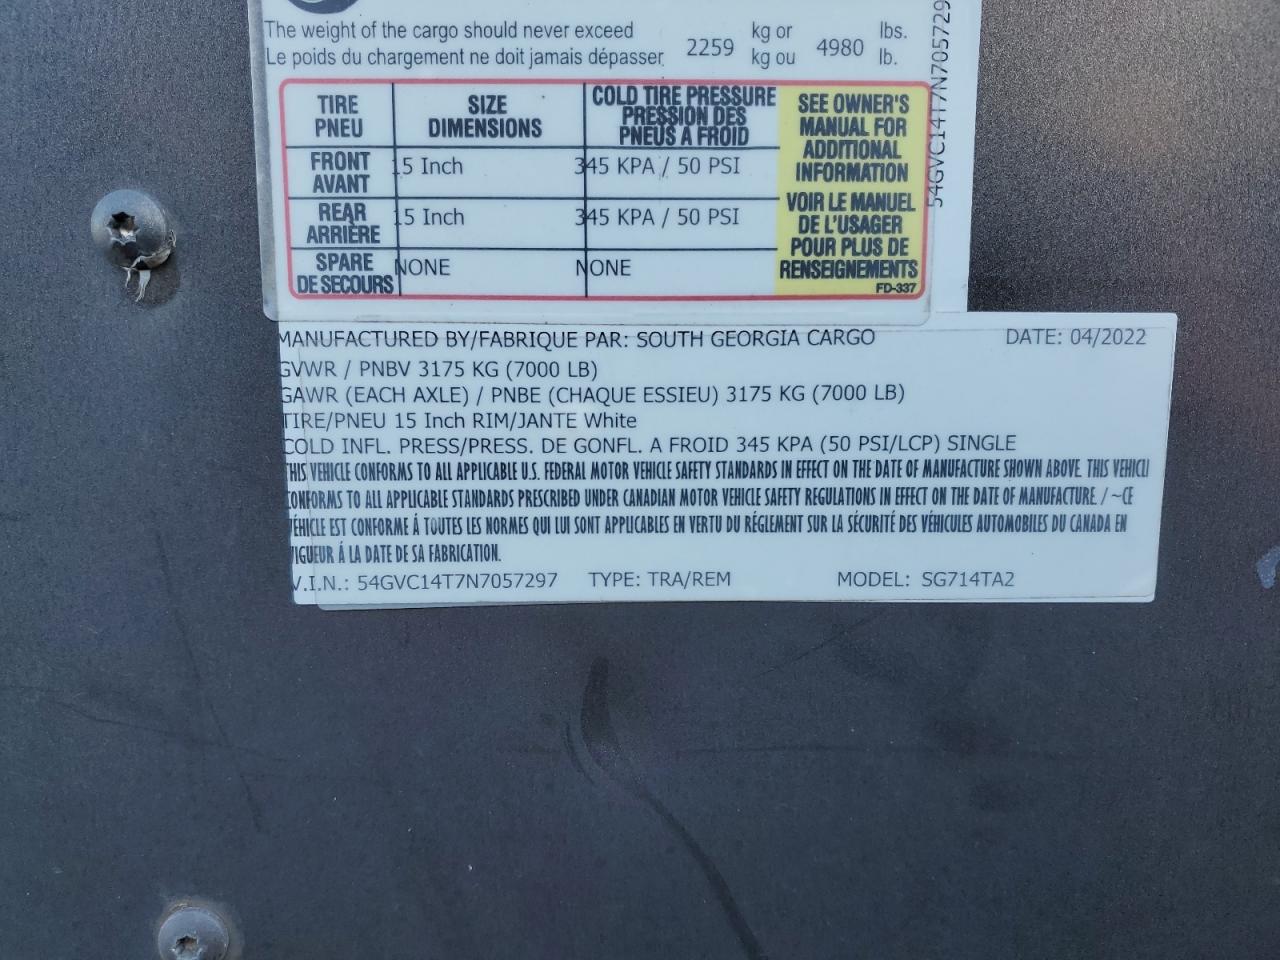 The weight of the cargo should never exceed 2259 kg or 4980 lbs.
Le poids du chargement ne doit jamais dépasser kg ou lb.
TIRE SIZE COLD TIRE PRESSURE
PNEU DIMENSIONS PRESSION DES
PNEUS A FROID
FRONT 15 Inch 345 KPA / 50 PSI
AVANT
REAR 15 Inch 345 KPA / 50 PSI
ARRIÈRE
SPARE NONE NONE
DE SECOURS
SEE OWNER'S
MANUAL FOR
ADDITIONAL
INFORMATION
VOIR LE MANUEL
DE L'USAGER
POUR PLUS DE
RENSEIGNEMENTS
FD-337
54GVC14T7N705729
MANUFACTURED BY/FABRIQUE PAR: SOUTH GEORGIA CARGO DATE: 04/2022
GVWR / PNBV 3175 KG (7000 LB)
GAWR (EACH AXLE) / PNBE (CHAQUE ESSIEU) 3175 KG (7000 LB)
TIRE/PNEU 15 Inch RIM/JANTE White
COLD INFL. PRESS/PRESS. DE GONFL. A FROID 345 KPA (50 PSI/LCP) SINGLE
THIS VEHICLE CONFORMS TO ALL APPLICABLE U.S. FEDERAL MOTOR VEHICLE SAFETY STANDARDS IN EFFECT ON THE DATE OF MANUFACTURE SHOWN ABOVE. THIS VEHICLI
CONFORMS TO ALL APPLICABLE STANDARDS PRESCRIBED UNDER CANADIAN MOTOR VEHICLE SAFETY REGULATIONS IN EFFECT ON THE DATE OF MANUFACTURE. / ~CE
VÉHICLE EST CONFORME À TOUTES LES NORMES QUI LUI SONT APPLICABLES EN VERTU DU RÉGLEMENT SUR LA SÉCURITÉ DES VÉHICULES AUTOMOBILES DU CANADA EN
VIGUEUR Á LA DATE DE SA FABRICATION.
V.I.N.: 54GVC14T7N7057297 TYPE: TRA/REM MODEL: SG714TA2